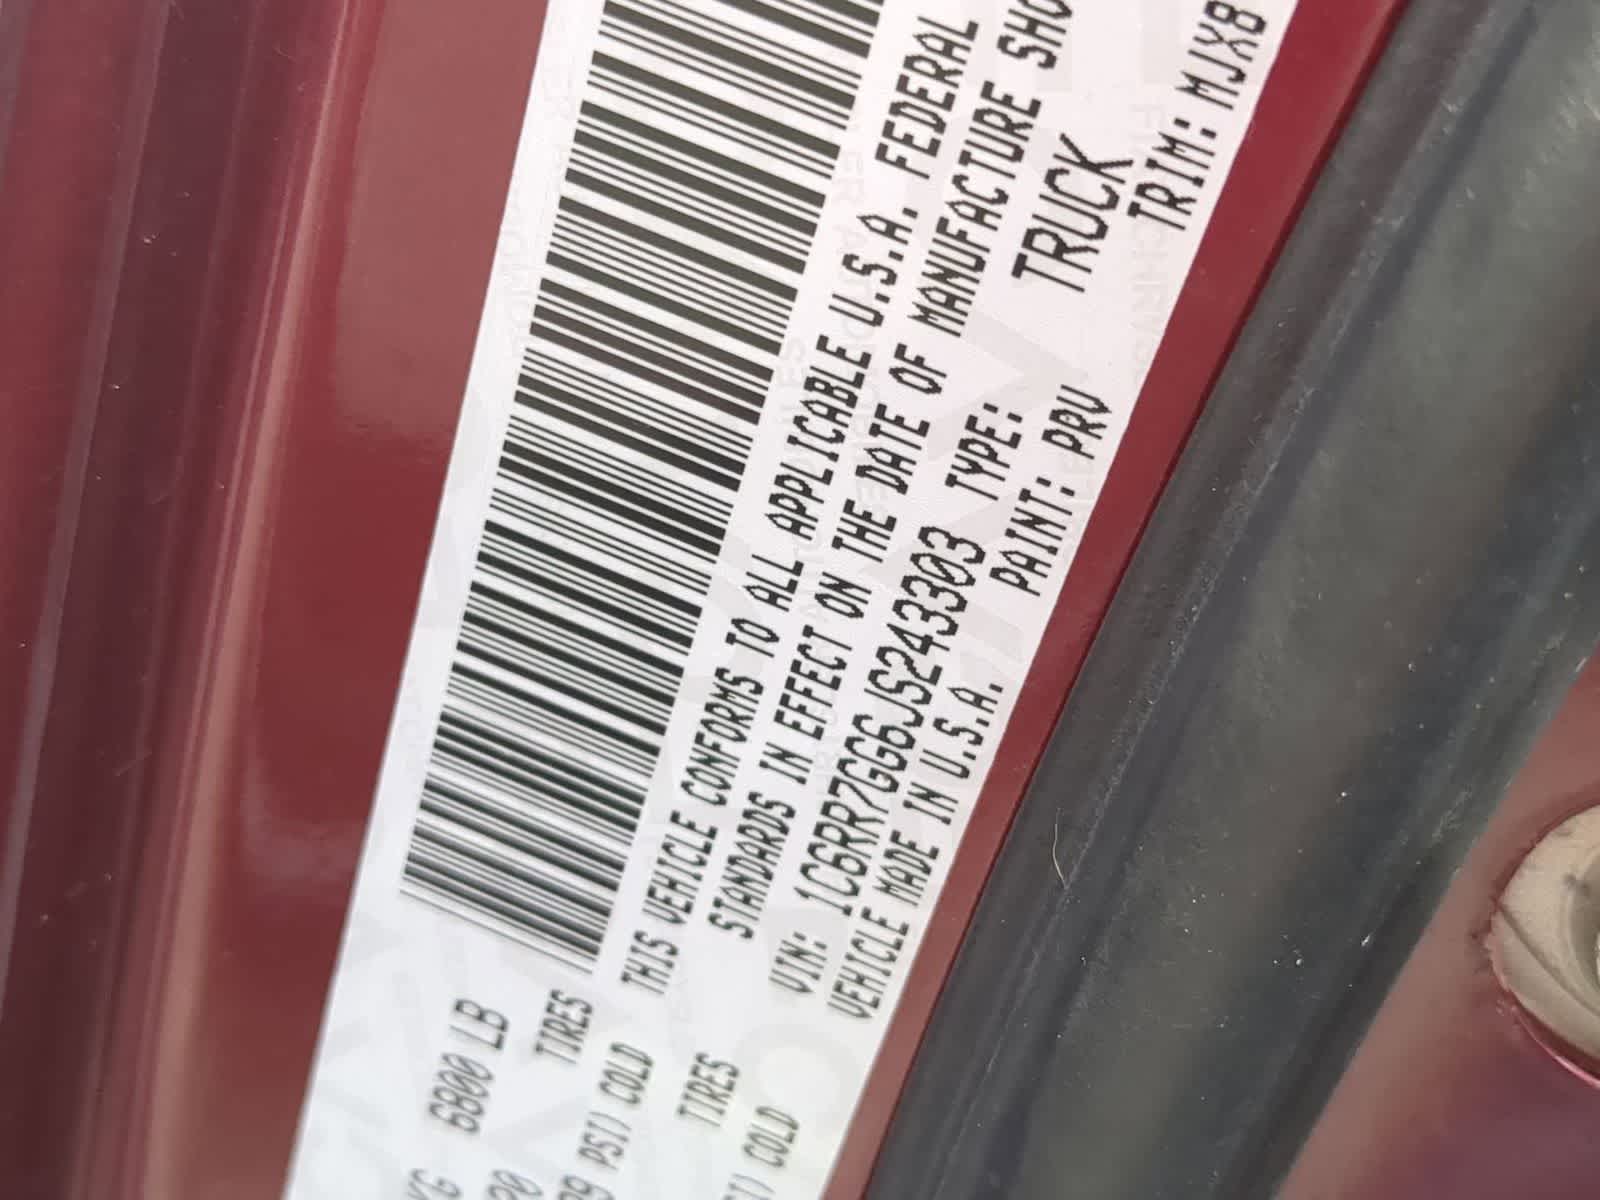 KG 6800 LB
TIRES
PSI) COLD
TIRES
COLD
THIS VEHICLE CONFORMS TO ALL APPLICABLE U.S.A. FEDERAL
STANDARDS IN EFFECT ON THE DATE OF MANUFACTURE SHO
VIN: 1C6RR7GG6JS243303 TYPE: TRUCK
VEHICLE MADE IN U.S.A. PAINT: PRV TRIM: MJX8